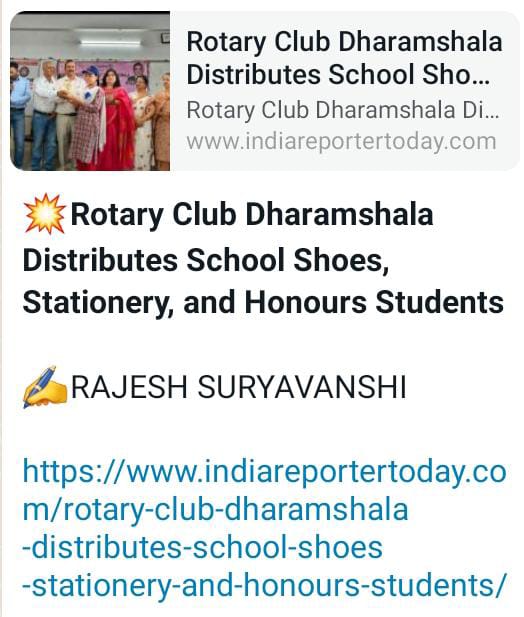 Rotary Club Dharamshala
Distributes School Sho...
Rotary Club Dharamshala Di...
www.indiareportertoday.com
💥Rotary Club Dharamshala
Distributes School Shoes,
Stationery, and Honours Students
✍️RAJESH SURYAVANSHI
https://www.indiareportertoday.co
m/rotary-club-dharamshala
-distributes-school-shoes
-stationery-and-honours-students/